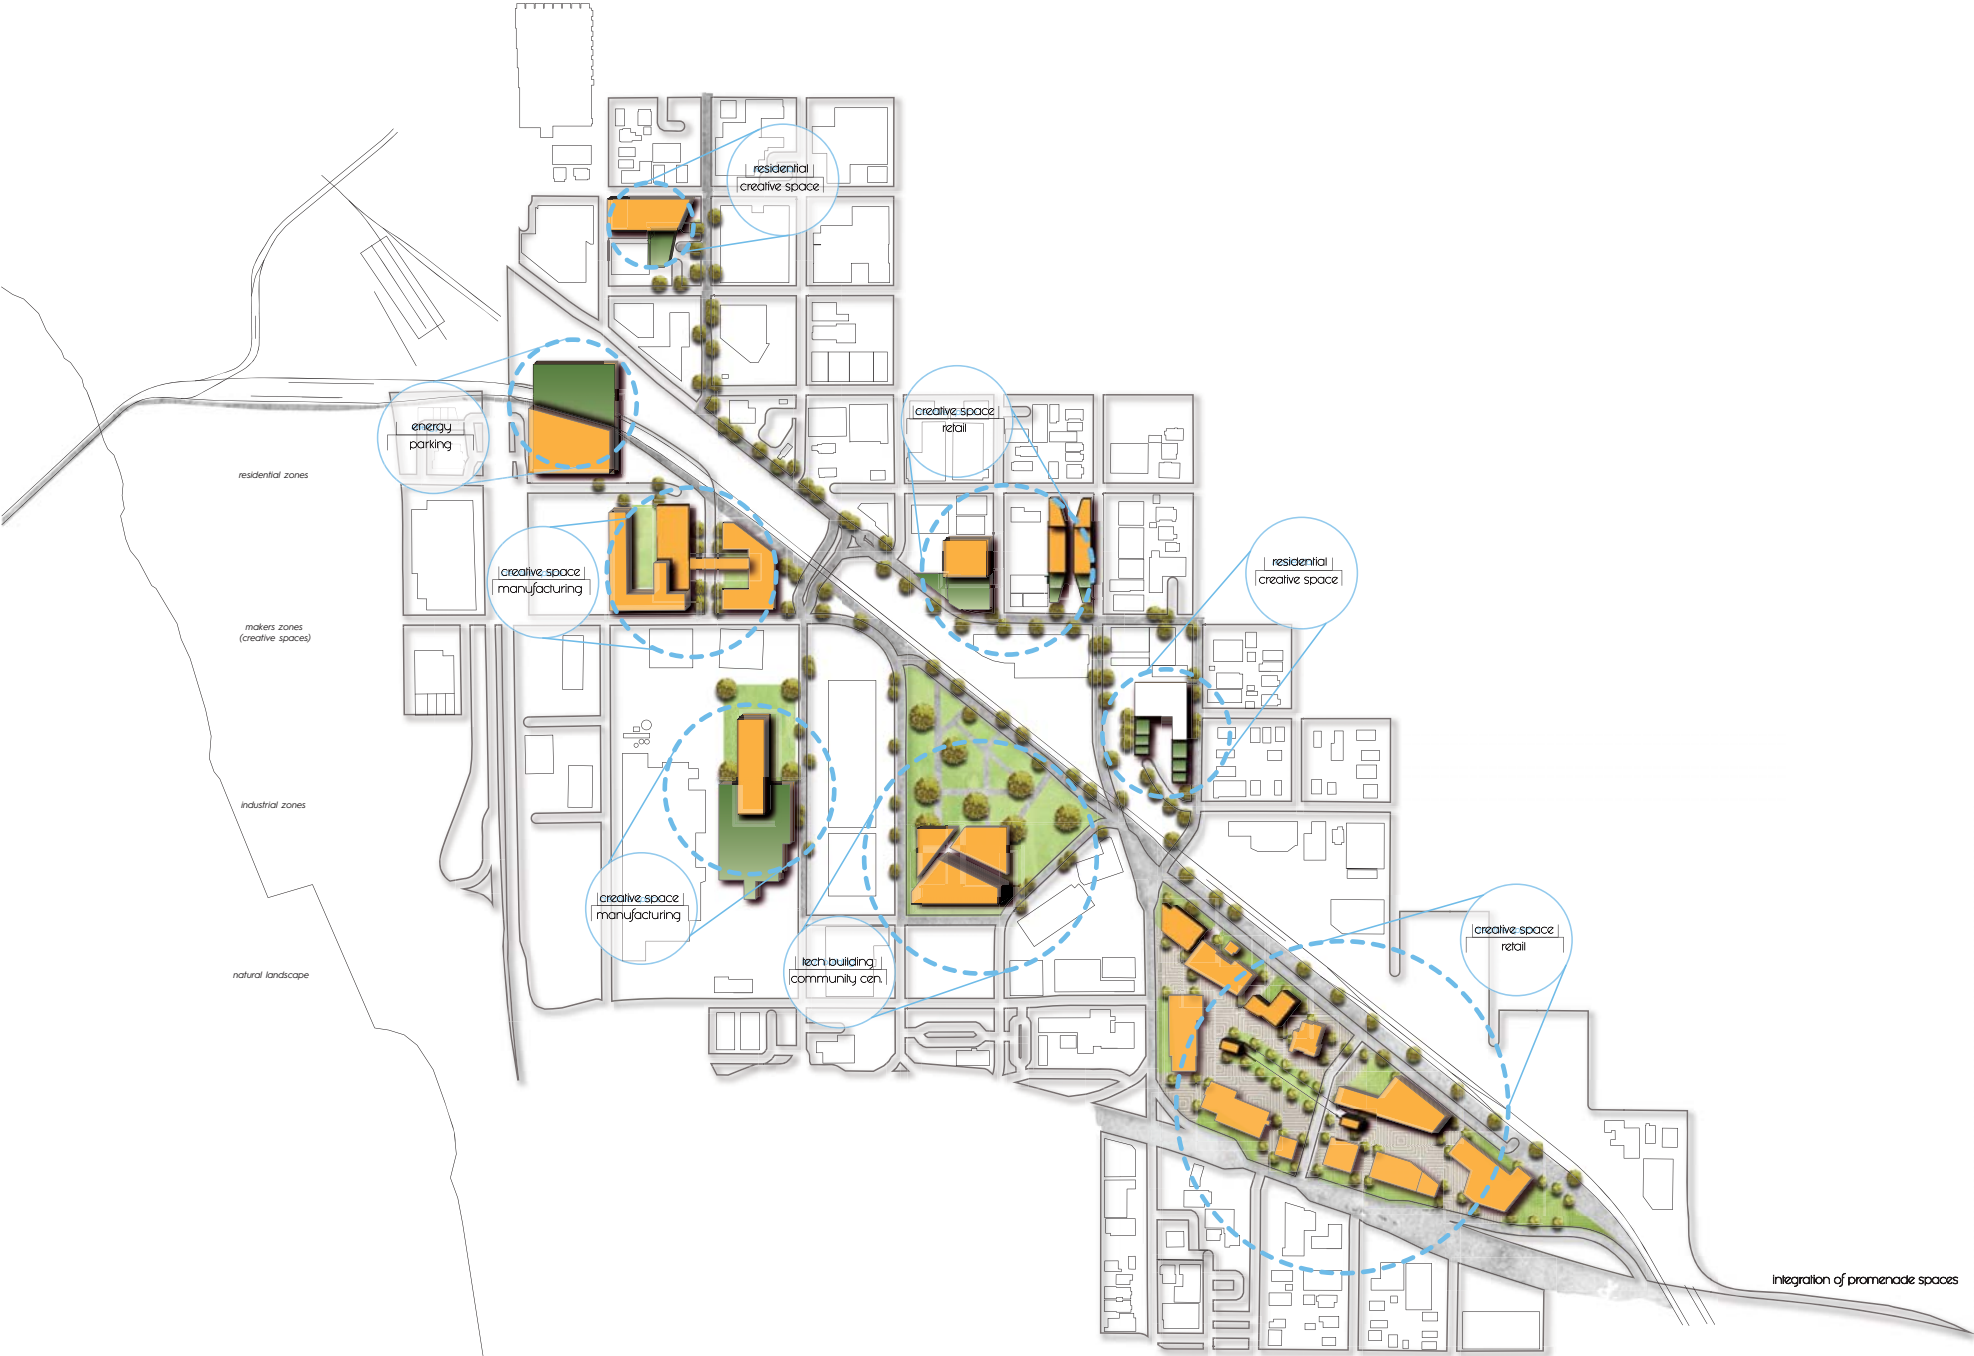 residential
creative space
creative space
retail
energy
parking
residential zones
residential
creative space
creative space
manufacturing
makers zones
(creative spaces)
industrial zones
creative space
manufacturing
creative space
retail
tech building
community cen.
natural landscape
integration of promenade spaces